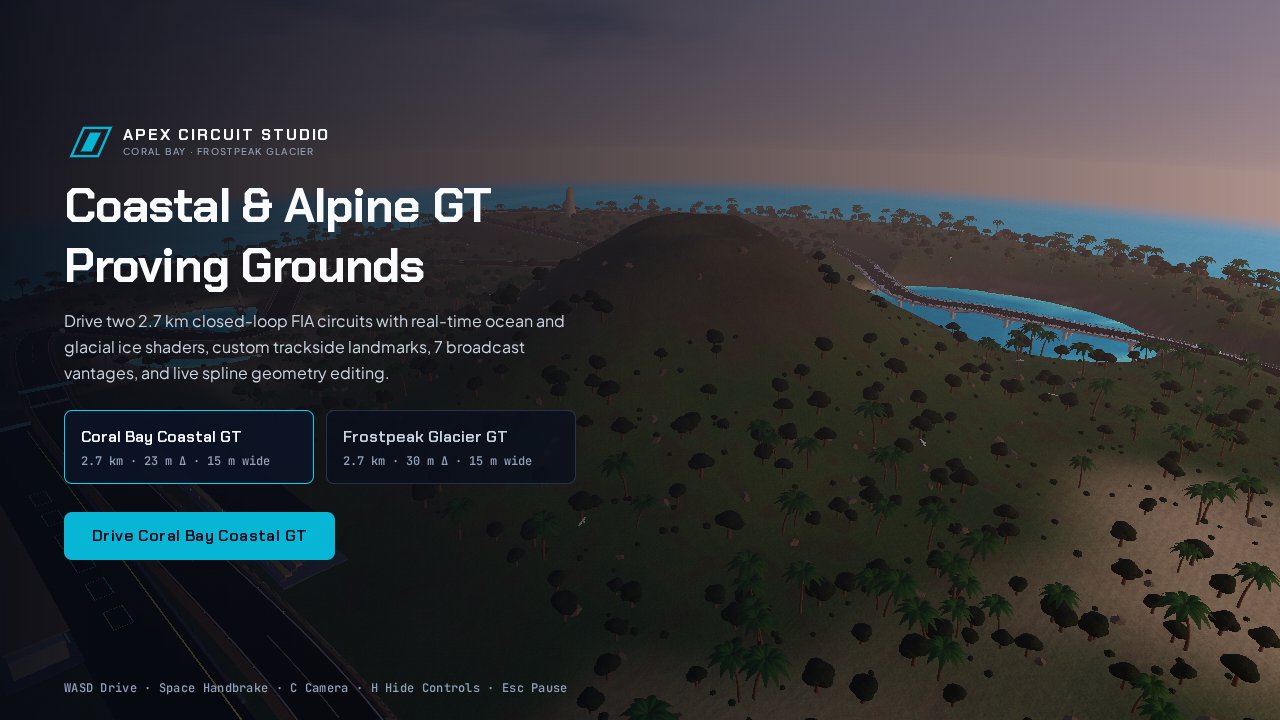 APEX CIRCUIT STUDIO
CORAL BAY · FROSTPEAK GLACIER
Coastal & Alpine GT
Proving Grounds
Drive two 2.7 km closed-loop FIA circuits with real-time ocean and
glacial ice shaders, custom trackside landmarks, 7 broadcast
vantages, and live spline geometry editing.
Coral Bay Coastal GT
2.7 km · 23 m Δ · 15 m wide
Frostpeak Glacier GT
2.7 km · 30 m Δ · 15 m wide
Drive Coral Bay Coastal GT
WASD Drive · Space Handbrake · C Camera · H Hide Controls · Esc Pause